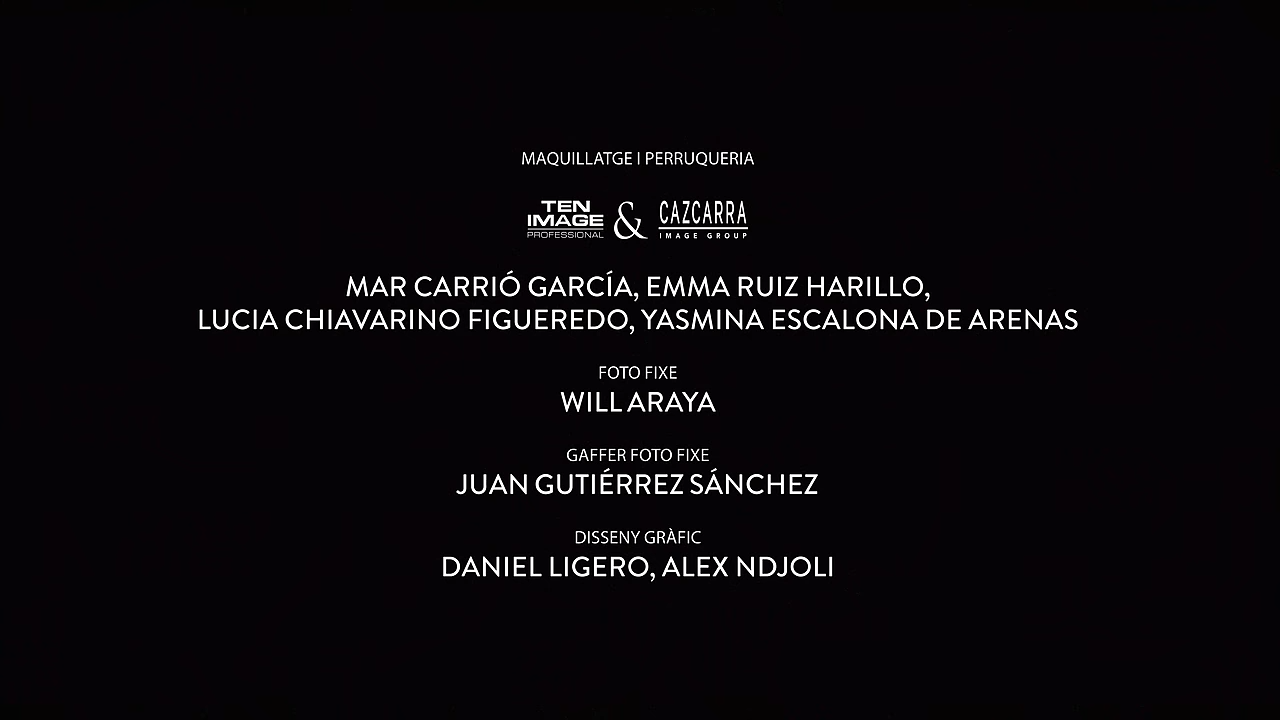 MAQUILLATGE I PERRUQUERIA
TEN IMAGE PROFESSIONAL & CAZCARRA IMAGE GROUP
MAR CARRIÓ GARCÍA, EMMA RUIZ HARILLO,
LUCIA CHIAVARINO FIGUEREDO, YASMINA ESCALONA DE ARENAS
FOTO FIXE
WILL ARAYA
GAFFER FOTO FIXE
JUAN GUTIÉRREZ SÁNCHEZ
DISSENY GRÀFIC
DANIEL LIGERO, ALEX NDJOLI